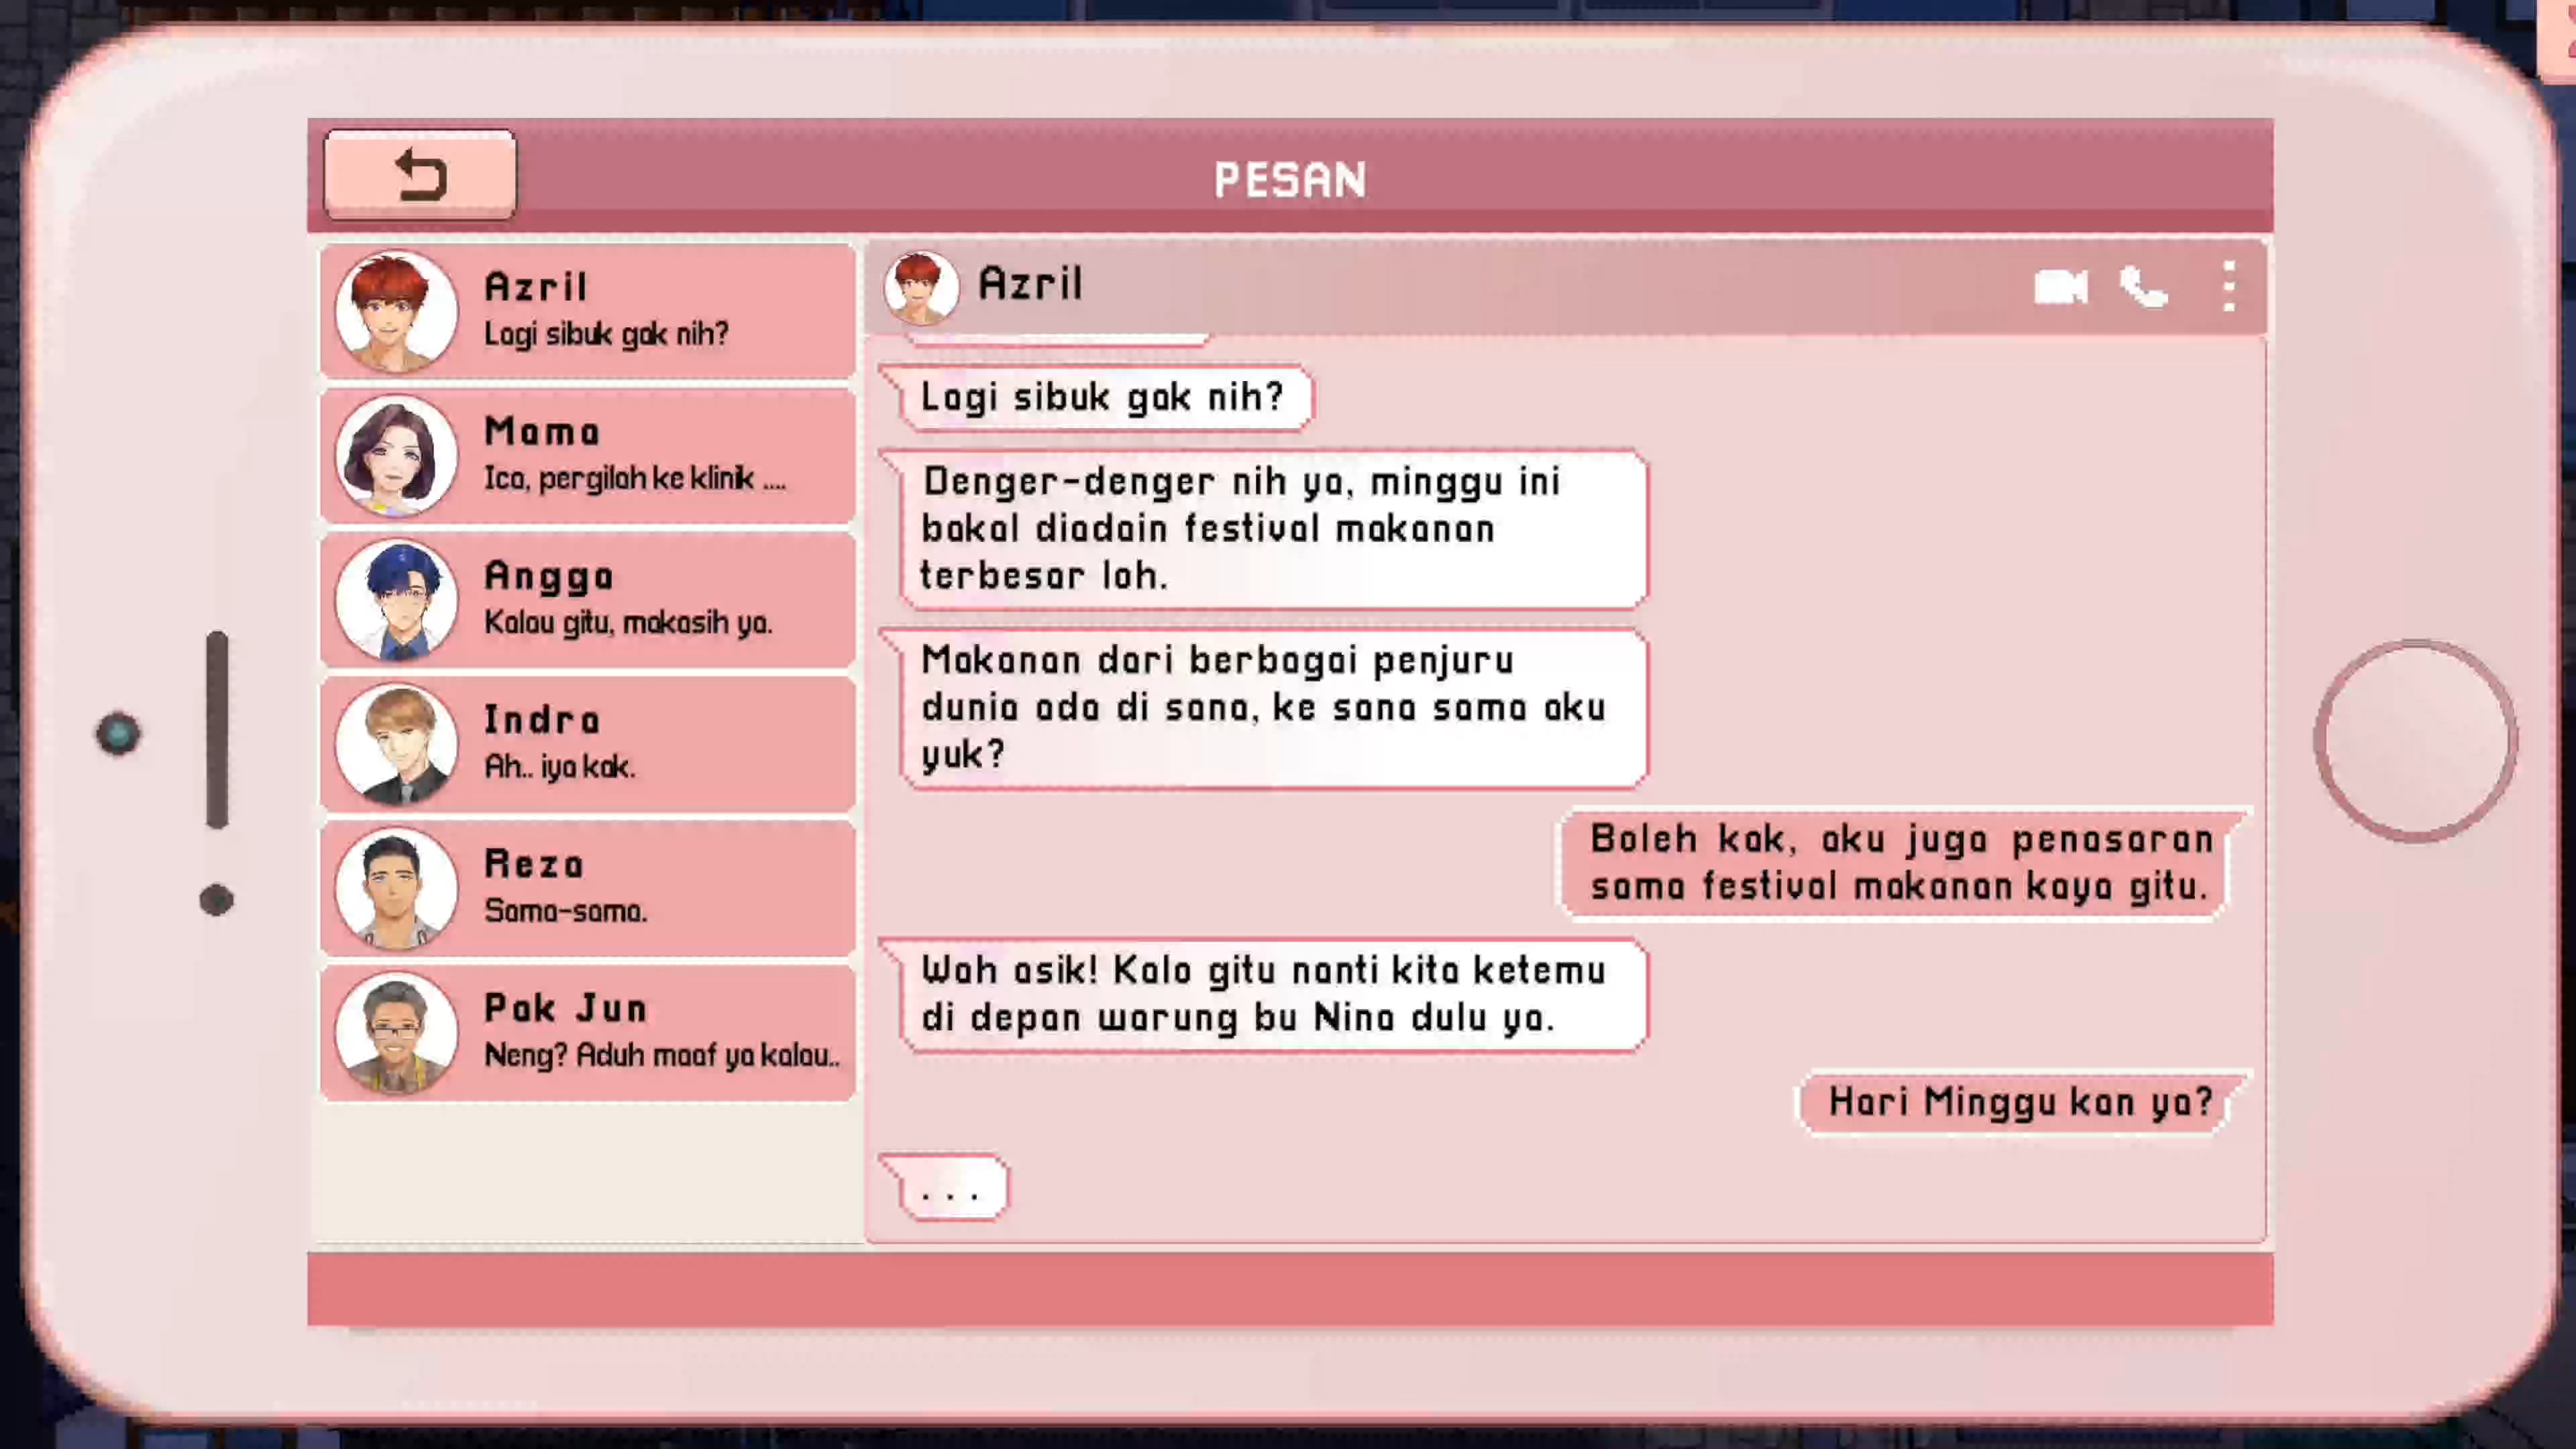 PESAN
Azril
Lagi sibuk gak nih?
Mama
Ica, pergilah ke klinik ....
Angga
Kalau gitu, makasih ya.
Indra
Ah.. iya kak.
Reza
Sama-sama.
Pak Jun
Neng? Aduh maaf ya kalau..
Azril
Lagi sibuk gak nih?
Denger-denger nih ya, minggu ini
bakal diadain festival makanan
terbesar loh.
Makanan dari berbagai penjuru
dunia ada di sana, ke sana sama aku
yuk?
Boleh kak, aku juga penasaran
sama festival makanan kaya gitu.
Wah asik! Kalo gitu nanti kita ketemu
di depan warung bu Nina dulu ya.
Hari Minggu kan ya?
...